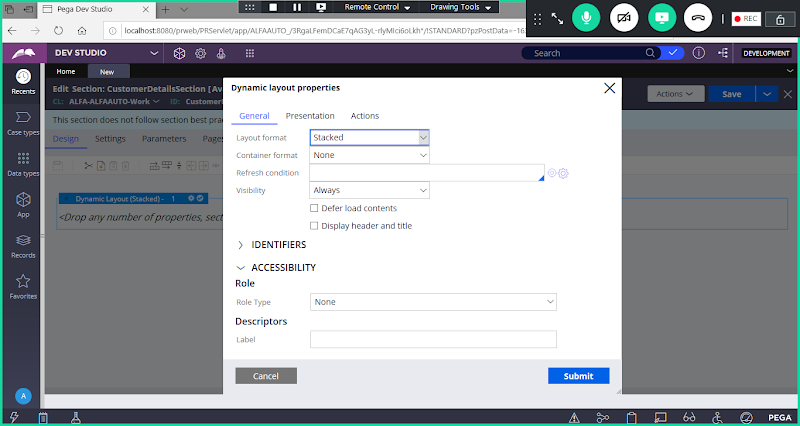 Remote Control
Drawing Tools
Pega Dev Studio
REC
localhost:8080/prweb/PRServlet/app/ALFAAUTO_/3RgaLFemDCaE7qAG3yL-rlyMIci6oLkh*/!STANDARD?pzPostData=-163
DEV STUDIO
Search
DEVELOPMENT
Recents
Case types
Data types
App
Records
Favorites
A
Home
New
Edit Section: CustomerDetailsSection [Av
CL: ALFA-ALFAAUTO-Work
ID: Customer
Actions
Save
This section does not follow section best prac
Design
Settings
Parameters
Pages
Dynamic Layout (Stacked) - 1
<Drop any number of properties, sect
Dynamic layout properties
General
Presentation
Actions
Layout format
Stacked
Container format
None
Refresh condition
Visibility
Always
Defer load contents
Display header and title
IDENTIFIERS
ACCESSIBILITY
Role
Role Type
None
Descriptors
Label
Cancel
Submit
PEGA